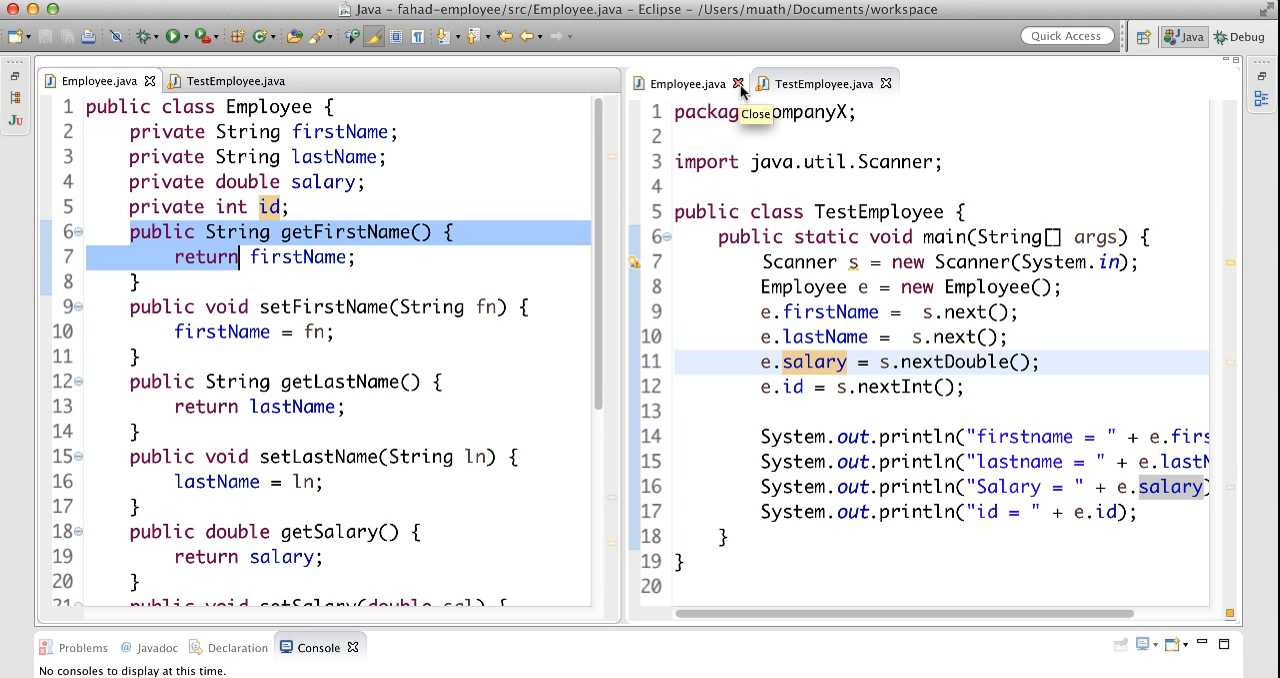 Java – fahad-employee/src/Employee.java – Eclipse – /Users/muath/Documents/workspace
Quick Access
Java
Debug
Employee.java
TestEmployee.java
1 public class Employee {
2 private String firstName;
3 private String lastName;
4 private double salary;
5 private int id;
6 public String getFirstName() {
7 return firstName;
8 }
9 public void setFirstName(String fn) {
10 firstName = fn;
11 }
12 public String getLastName() {
13 return lastName;
14 }
15 public void setLastName(String ln) {
16 lastName = ln;
17 }
18 public double getSalary() {
19 return salary;
20 }
21 public void setSalary(double sal) {
Employee.java
TestEmployee.java
Close
1 packag ompanyX;
2
3 import java.util.Scanner;
4
5 public class TestEmployee {
6 public static void main(String[] args) {
7 Scanner s = new Scanner(System.in);
8 Employee e = new Employee();
9 e.firstName = s.next();
10 e.lastName = s.next();
11 e.salary = s.nextDouble();
12 e.id = s.nextInt();
13
14 System.out.println("firstname = " + e.firs
15 System.out.println("lastname = " + e.lastN
16 System.out.println("Salary = " + e.salary)
17 System.out.println("id = " + e.id);
18 }
19 }
20
Ju
Problems
@ Javadoc
Declaration
Console
No consoles to display at this time.